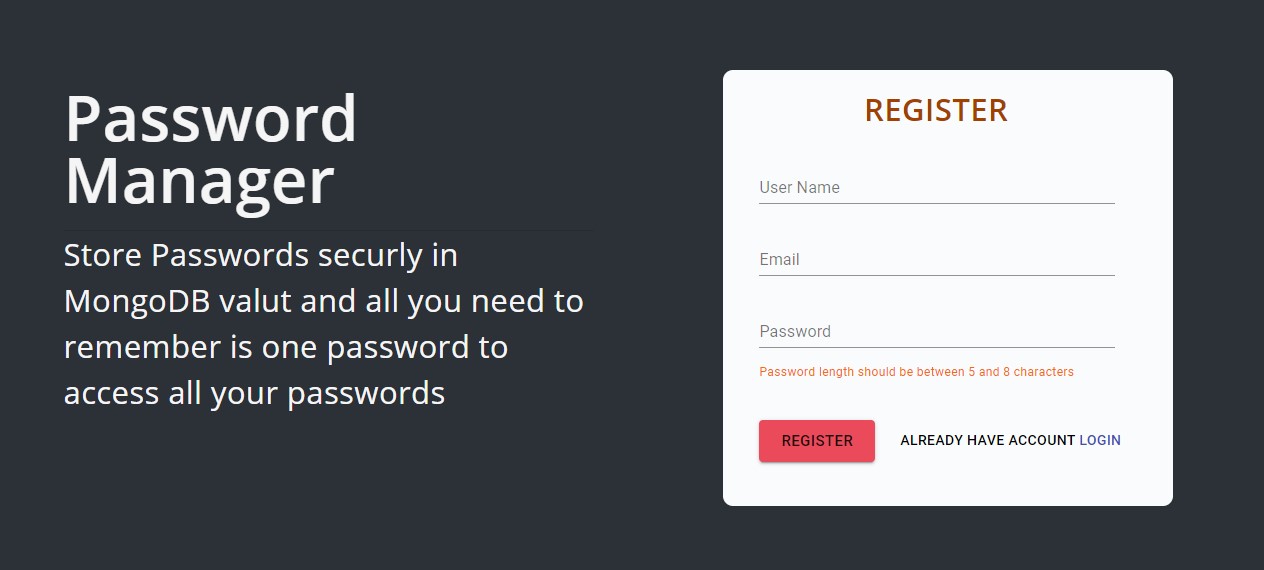 Password
Manager
Store Passwords securly in
MongoDB valut and all you need to
remember is one password to
access all your passwords
REGISTER
User Name
Email
Password
Password length should be between 5 and 8 characters
REGISTER
ALREADY HAVE ACCOUNT LOGIN